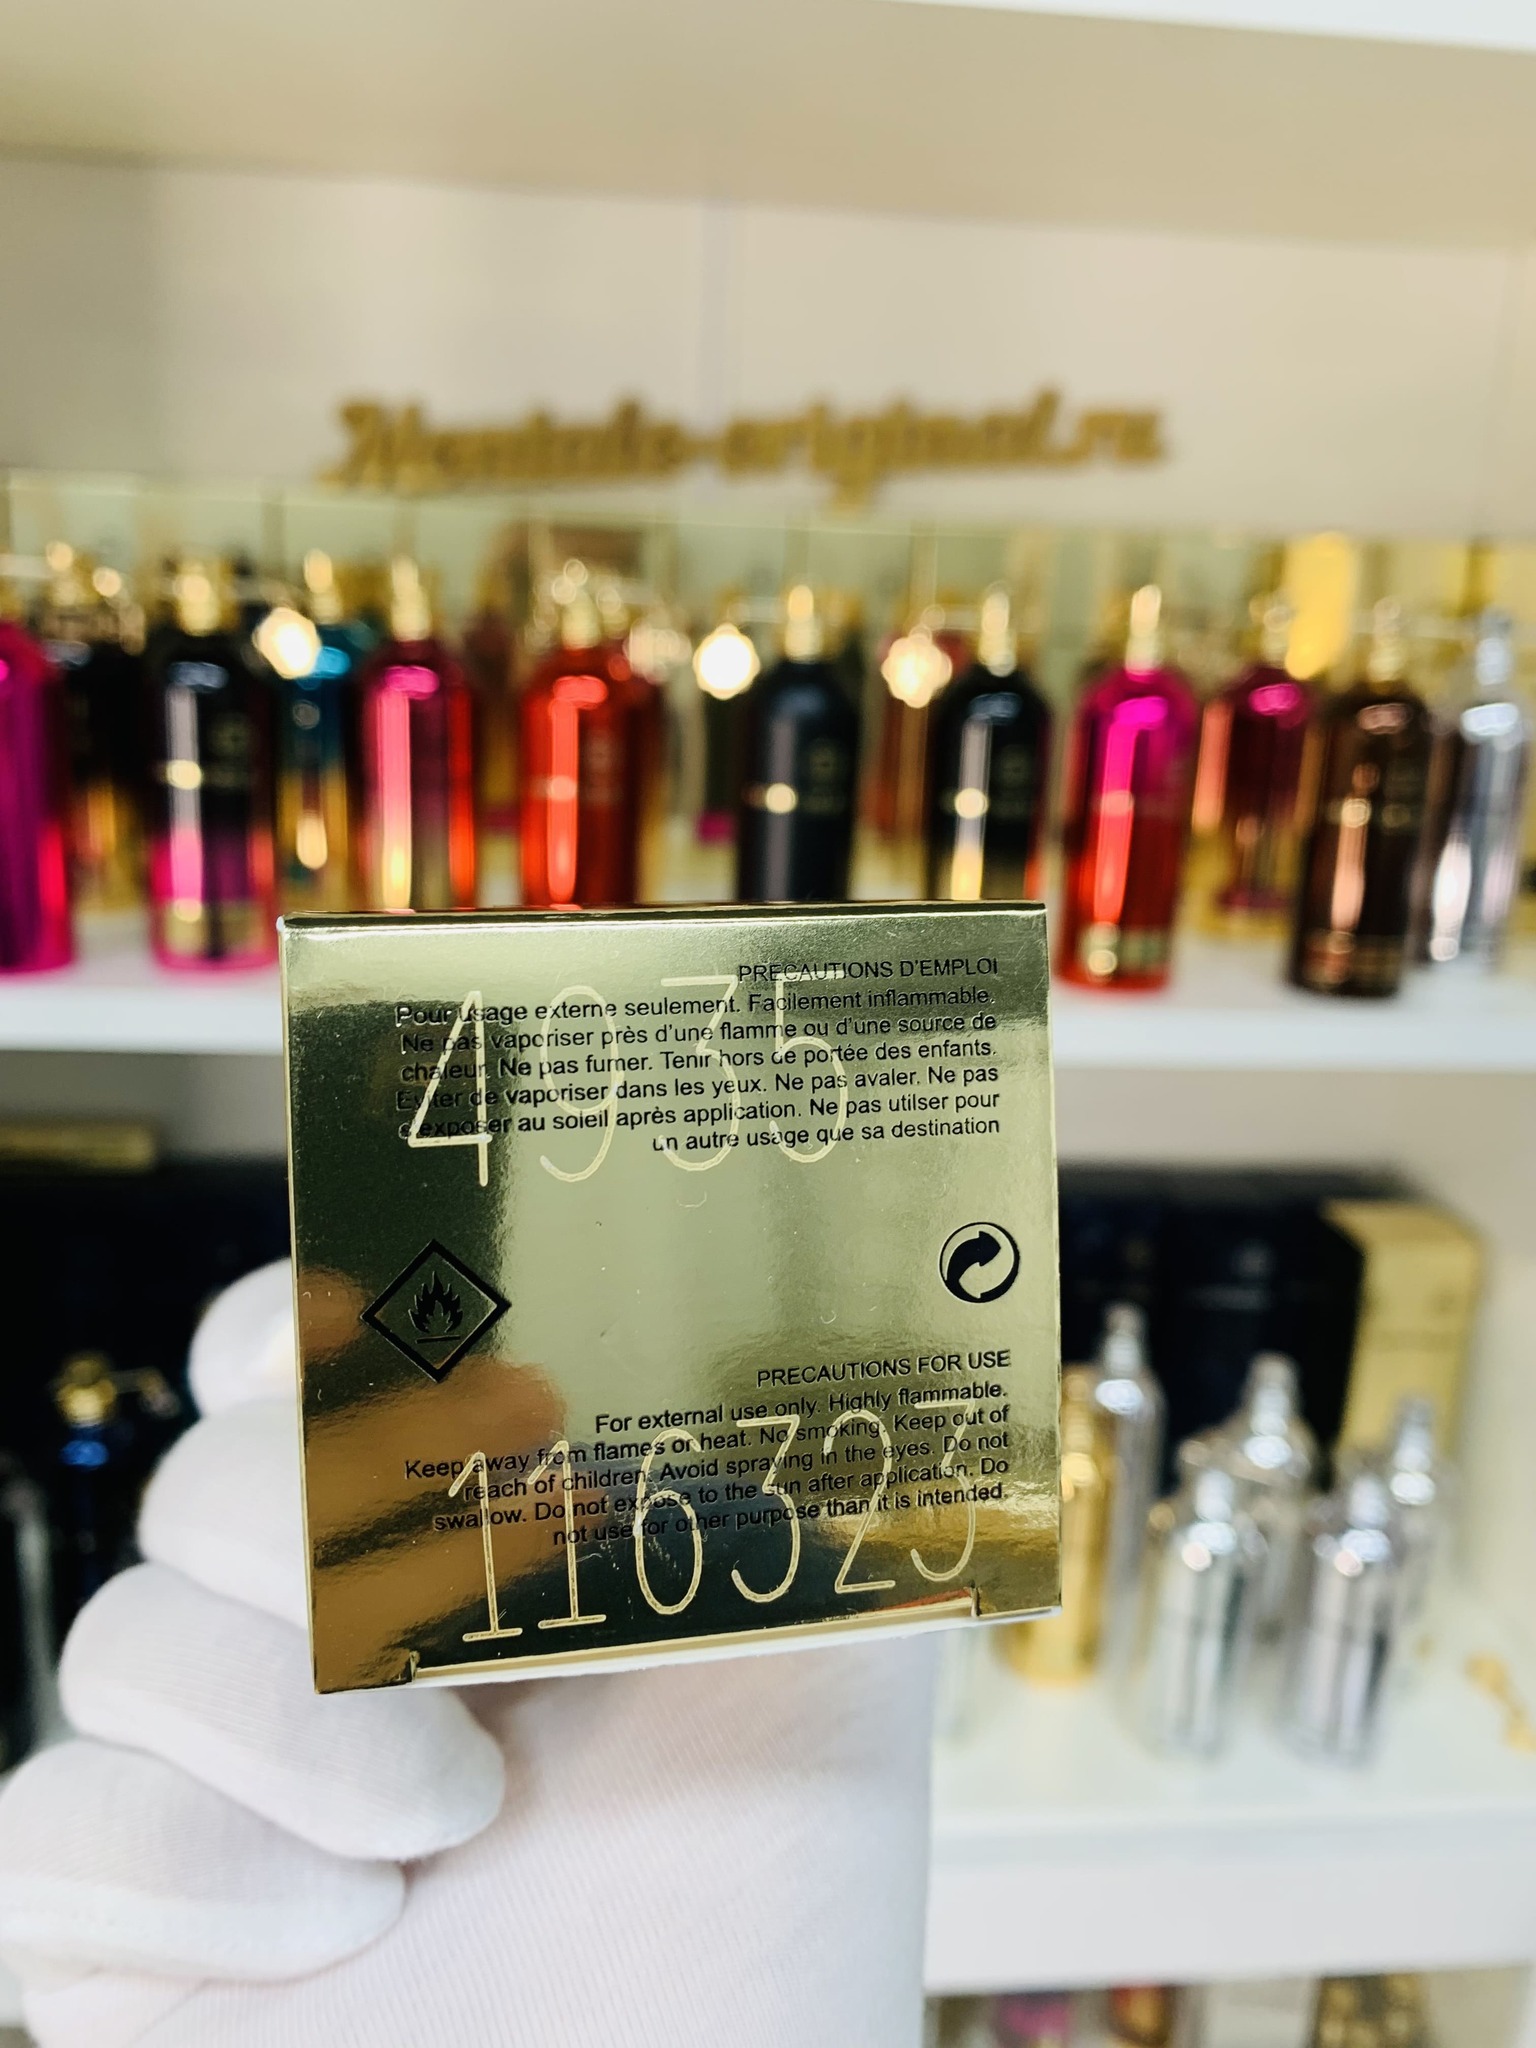 Montale-original.ru
PRECAUTIONS D'EMPLOI
Pour usage externe seulement. Facilement inflammable.
Ne pas vaporiser près d'une flamme ou d'une source de
chaleur. Ne pas fumer. Tenir hors de portée des enfants.
Eviter de vaporiser dans les yeux. Ne pas avaler. Ne pas
s'exposer au soleil après application. Ne pas utilser pour
un autre usage que sa destination
4935
PRECAUTIONS FOR USE
For external use only. Highly flammable.
Keep away from flames or heat. No smoking. Keep out of
reach of children. Avoid spraying in the eyes. Do not
swallow. Do not expose to the sun after application. Do
not use for other purpose than it is intended.
116323